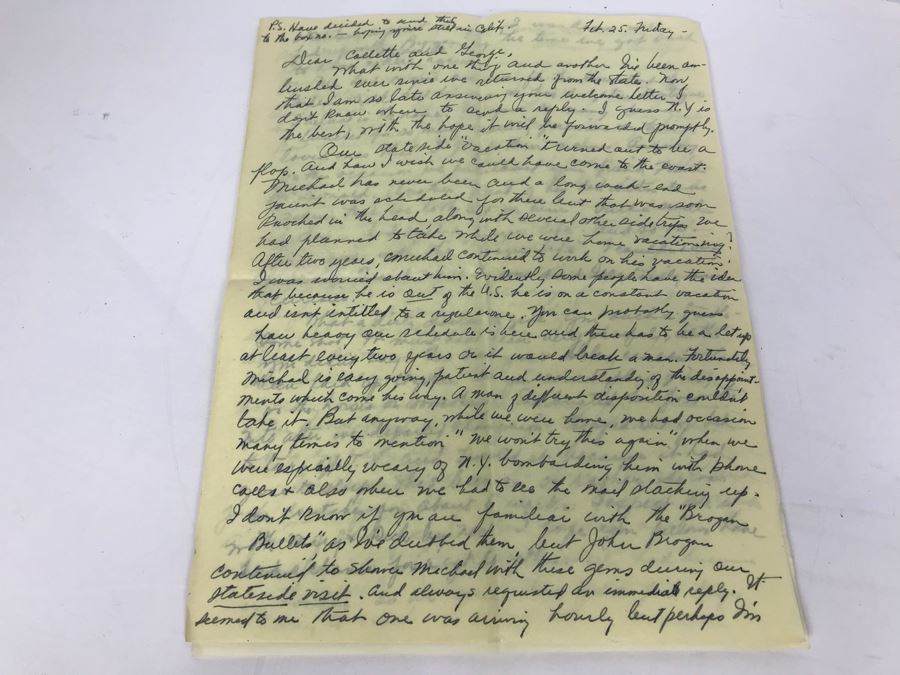 P.S. Have decided to send this
to the box no. – hoping you're still in Calif.
Feb. 25. Friday –
Dear Collette and George,
What with one thing and another I've been am-
bushed ever since we returned from the States. Now
that I am so late answering your welcome letter I
don't know where to send a reply. I guess N.Y is
the best, with the hope it will be forwarded promptly.
Our stateside "vacation" turned out to be a
flop. And how I wish we could have come to the coast.
Michael has never been and a long week-end
jaunt was scheduled for there but that was soon
knocked in the head along with several other side trips we
had planned to take while we were home vacationing!
After two years, Michael continued to work on his vacation.
I was worried about him. Evidently some people have the idea
that because he is out of the U.S. he is on a constant vacation
and isn't intitled to a regular one. You can probably guess
how heavy our schedule is here and there has to be a let up
at least every two years or it would break a man. Fortunately
Michael is easy going, patient and understanding of the disappoint-
ments which come his way. A man of different disposition couldn't
take it. But anyway, while we were home, we had occasion
many times to mention "we won't try this again" when we
were especially weary of N.Y. bombarding him with phone
calls & also when we had to see the mail stacking up.
I don't know if you are familiar with the "Brogan
Bullets" as I've dubbed them, but John Brogan
continued to shower Michael with these gems during our
stateside visit. And always requested an immediate reply. It
seemed to me that one was arriving hourly but perhaps I'm